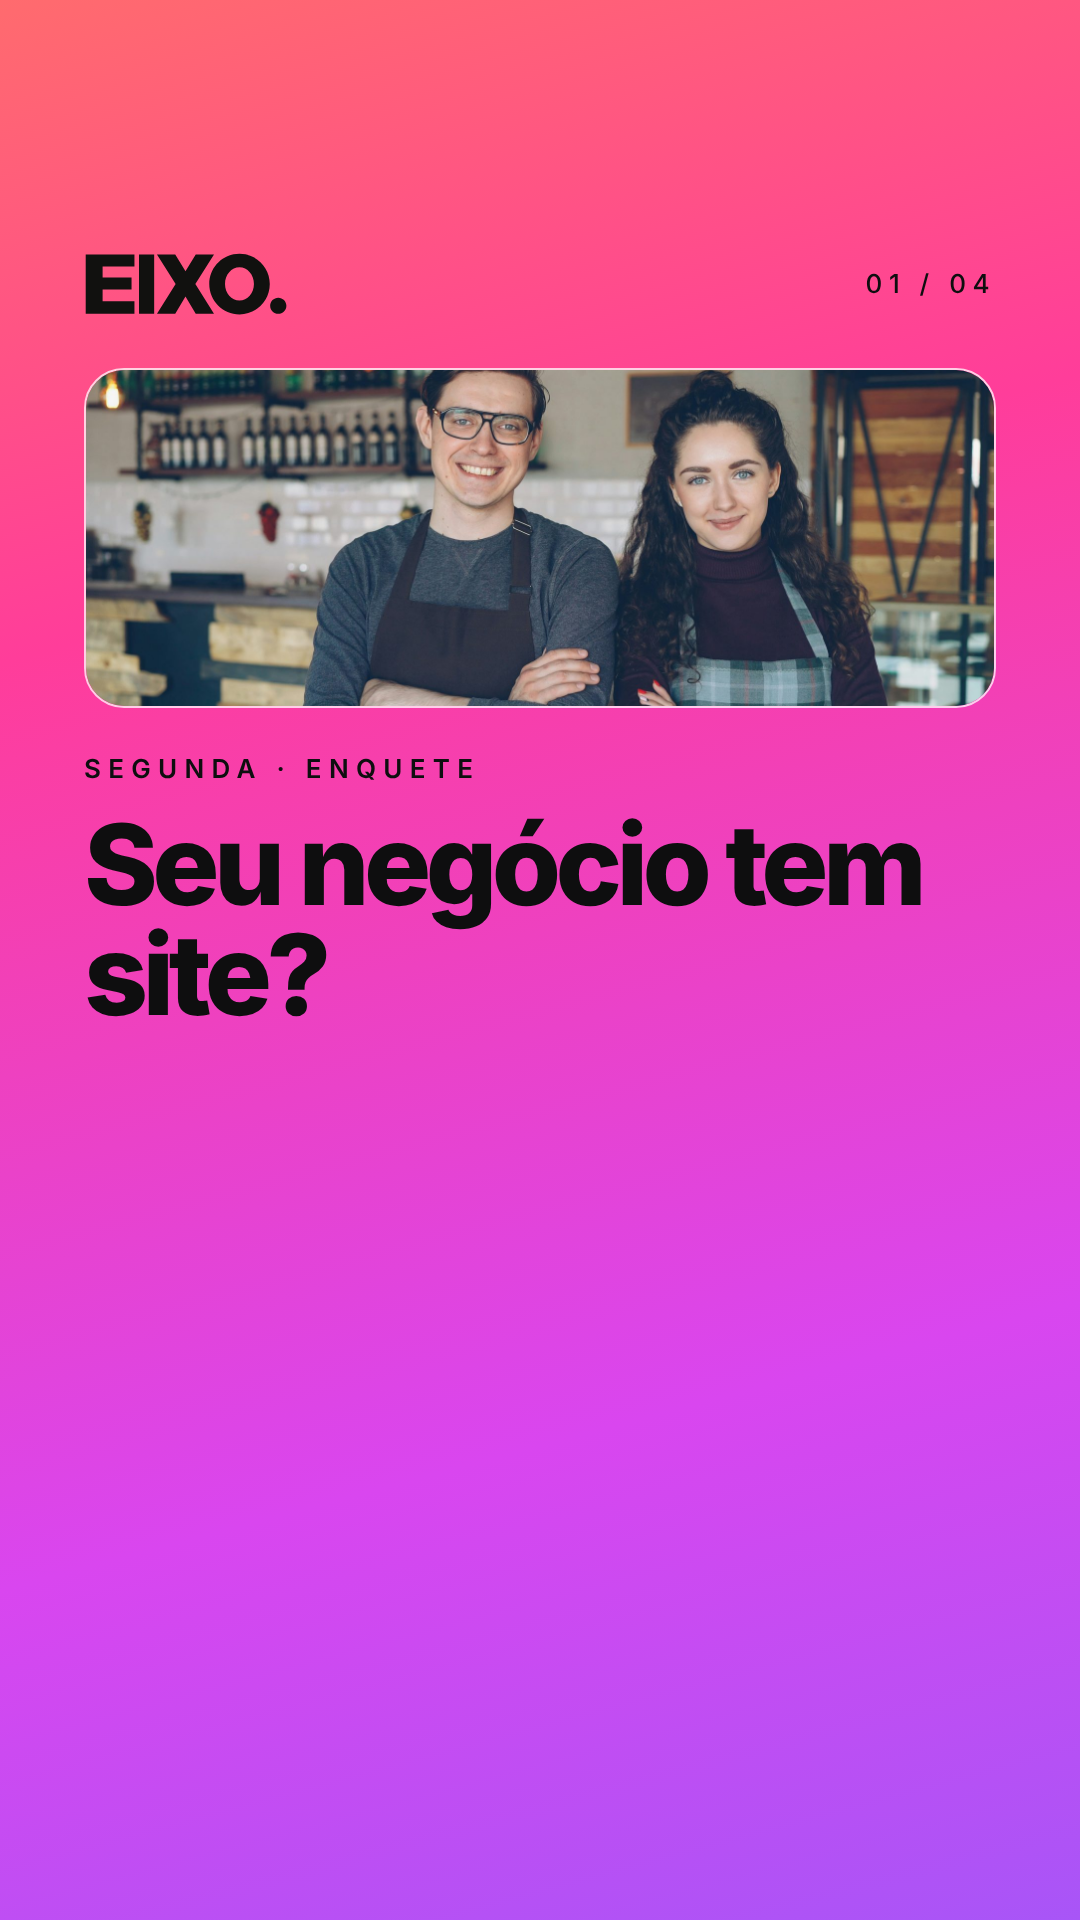 EIXO.
01 / 04
SEGUNDA · ENQUETE
Seu negócio tem
site?